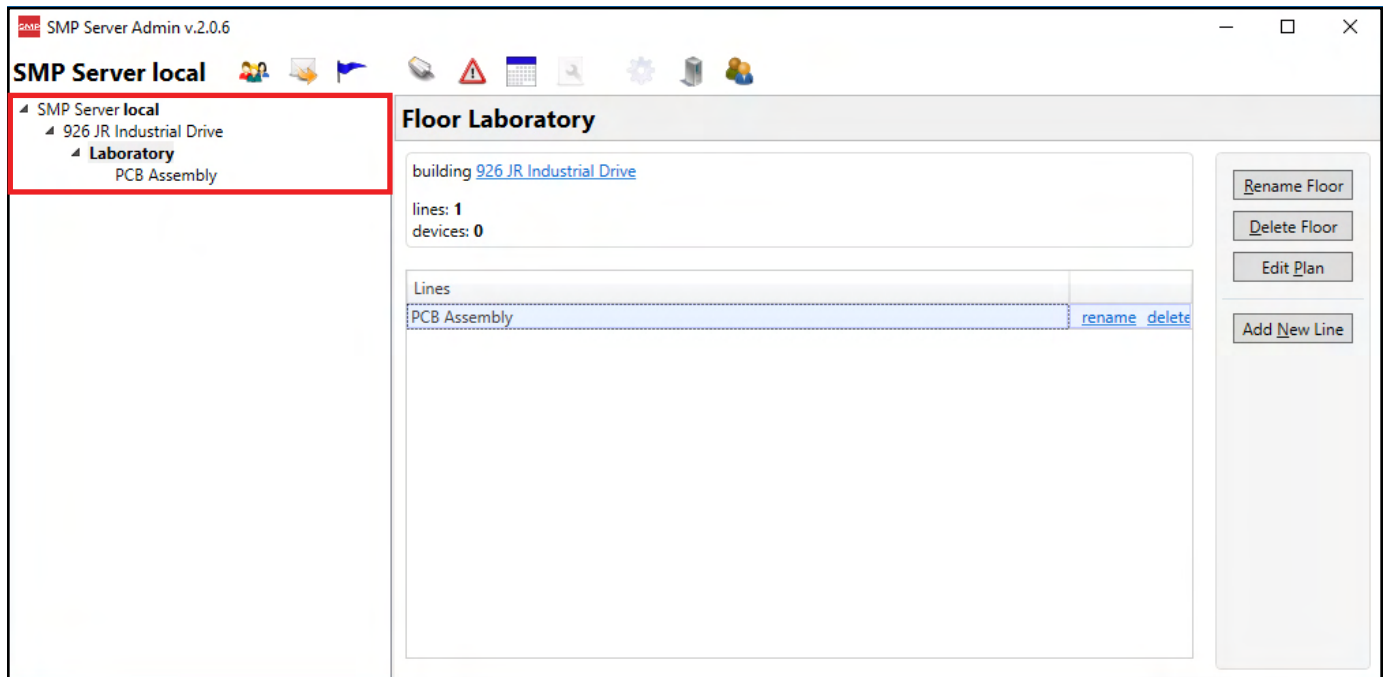 SMP SMP Server Admin v.2.0.6
SMP Server local
SMP Server local
926 JR Industrial Drive
Laboratory
PCB Assembly
Floor Laboratory
building 926 JR Industrial Drive
lines: 1
devices: 0
Lines
PCB Assembly rename delete
Rename Floor
Delete Floor
Edit Plan
Add New Line